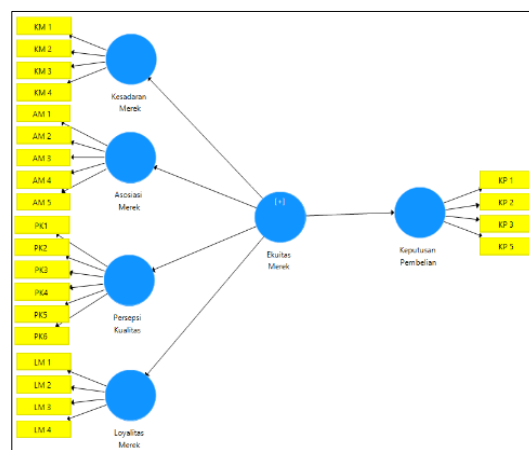 KM 1
KM 2
KM 3
KM 4
Kesadaran
Merek
AM 1
AM 2
AM 3
AM 4
AM 5
Asosiasi
Merek
PK1
PK2
PK3
PK4
PK5
PK6
Persepsi
Kualitas
LM 1
LM 2
LM 3
LM 4
Loyalitas
Merek
[+]
Ekuitas
Merek
Keputusan
Pembelian
KP 1
KP 2
KP 3
KP 5